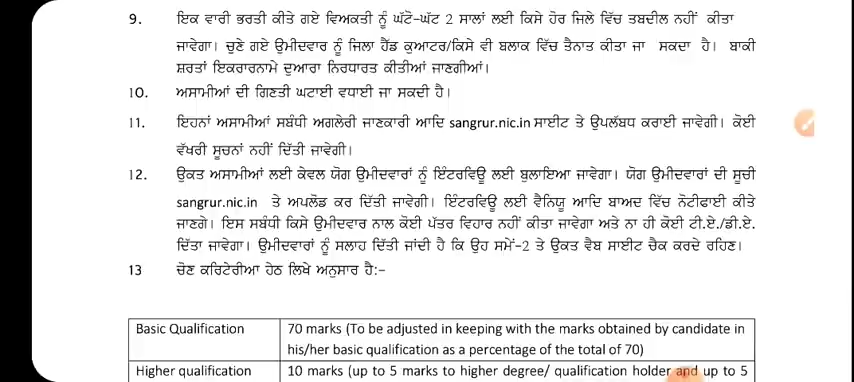 9. ਇਕ ਵਾਰੀ ਭਰਤੀ ਕੀਤੇ ਗਏ ਵਿਅਕਤੀ ਨੂੰ ਘੱਟੋ-ਘੱਟ 2 ਸਾਲਾਂ ਲਈ ਕਿਸੇ ਹੋਰ ਜਿਲੇ ਵਿੱਚ ਤਬਦੀਲ ਨਹੀਂ ਕੀਤਾ
ਜਾਵੇਗਾ। ਚੁਣੇ ਗਏ ਉਮੀਦਵਾਰ ਨੂੰ ਜਿਲਾ ਹੈੱਡ ਕੁਆਟਰ/ਕਿਸੇ ਵੀ ਬਲਾਕ ਵਿੱਚ ਤੈਨਾਤ ਕੀਤਾ ਜਾ ਸਕਦਾ ਹੈ। ਬਾਕੀ
ਸ਼ਰਤਾਂ ਇਕਰਾਰਨਾਮੇ ਦੁਆਰਾ ਨਿਰਧਾਰਤ ਕੀਤੀਆਂ ਜਾਣਗੀਆਂ।
10. ਅਸਾਮੀਆਂ ਦੀ ਗਿਣਤੀ ਘਟਾਈ ਵਧਾਈ ਜਾ ਸਕਦੀ ਹੈ।
11. ਇਹਨਾਂ ਅਸਾਮੀਆਂ ਸਬੰਧੀ ਅਗਲੇਰੀ ਜਾਣਕਾਰੀ ਆਦਿ sangrur.nic.in ਸਾਈਟ ਤੇ ਉਪਲੱਬਧ ਕਰਾਈ ਜਾਵੇਗੀ। ਕੋਈ
ਵੱਖਰੀ ਸੂਚਨਾਂ ਨਹੀਂ ਦਿੱਤੀ ਜਾਵੇਗੀ।
12. ਉਕਤ ਅਸਾਮੀਆਂ ਲਈ ਕੇਵਲ ਯੋਗ ਉਮੀਦਵਾਰਾਂ ਨੂੰ ਇੰਟਰਵਿਊ ਲਈ ਬੁਲਾਇਆ ਜਾਵੇਗਾ। ਯੋਗ ਉਮੀਦਵਾਰਾਂ ਦੀ ਸੂਚੀ
sangrur.nic.in ਤੇ ਅਪਲੋਡ ਕਰ ਦਿੱਤੀ ਜਾਵੇਗੀ। ਇੰਟਰਵਿਊ ਲਈ ਵੈਨਿਯੂ ਆਦਿ ਬਾਅਦ ਵਿੱਚ ਨੋਟੀਫਾਈ ਕੀਤੇ
ਜਾਣਗੇ। ਇਸ ਸਬੰਧੀ ਕਿਸੇ ਉਮੀਦਵਾਰ ਨਾਲ ਕੋਈ ਪੱਤਰ ਵਿਹਾਰ ਨਹੀਂ ਕੀਤਾ ਜਾਵੇਗਾ ਅਤੇ ਨਾ ਹੀ ਕੋਈ ਟੀ.ਏ./ਡੀ.ਏ.
ਦਿੱਤਾ ਜਾਵੇਗਾ। ਉਮੀਦਵਾਰਾਂ ਨੂੰ ਸਲਾਹ ਦਿੱਤੀ ਜਾਂਦੀ ਹੈ ਕਿ ਉਹ ਸਮੇਂ-2 ਤੇ ਉਕਤ ਵੈਬ ਸਾਈਟ ਚੈਕ ਕਰਦੇ ਰਹਿਣ।
13 ਚੋਣ ਕਰਿਟੇਰੀਆ ਹੇਠ ਲਿਖੇ ਅਨੁਸਾਰ ਹੈ:-
Basic Qualification 70 marks (To be adjusted in keeping with the marks obtained by candidate in
his/her basic qualification as a percentage of the total of 70)
Higher qualification 10 marks (up to 5 marks to higher degree/ qualification holder and up to 5